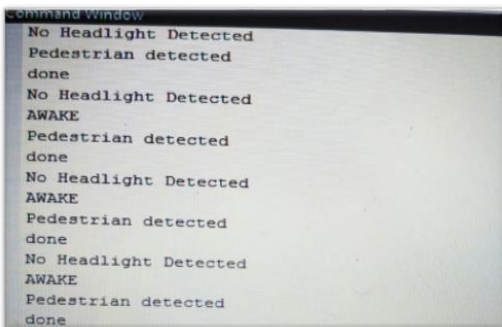 Command Window
No Headlight Detected
Pedestrian detected
done
No Headlight Detected
AWAKE
Pedestrian detected
done
No Headlight Detected
AWAKE
Pedestrian detected
done
No Headlight Detected
AWAKE
Pedestrian detected
done